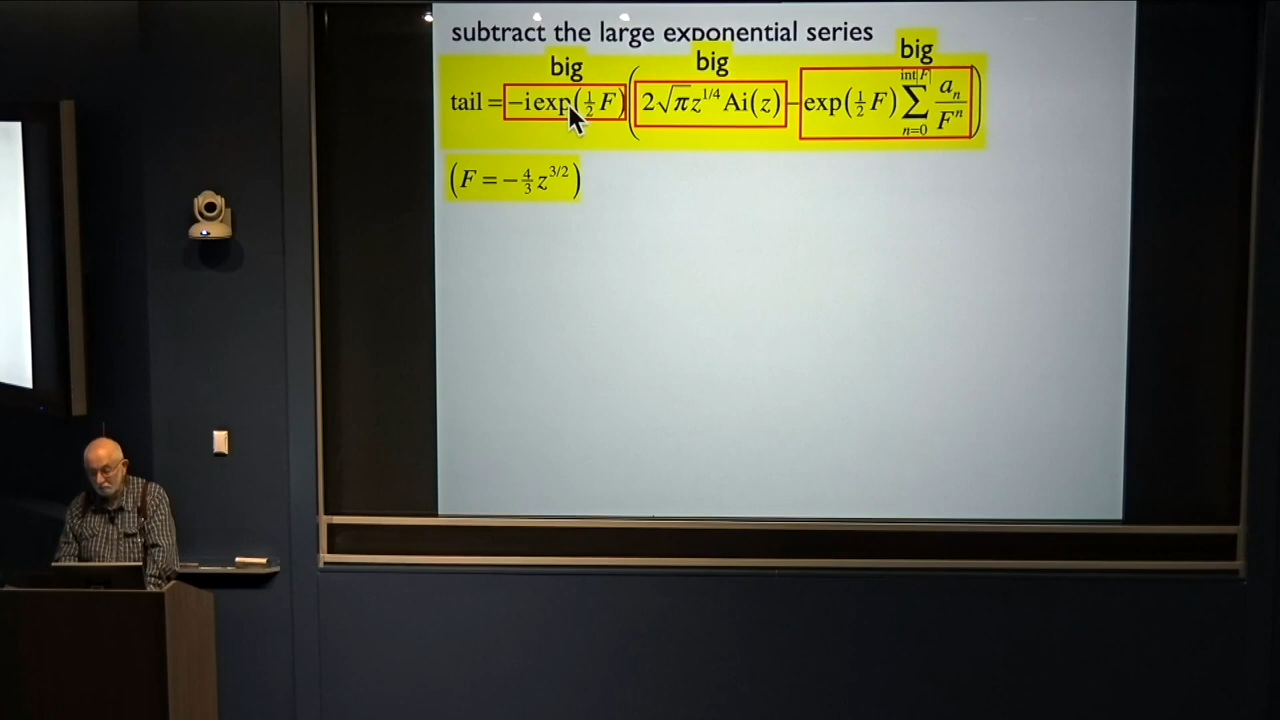 subtract the large exponential series
big big big
tail = −i exp(½F)(2√π z^{1/4} Ai(z) − exp(½F) ∑_{n=0}^{int|F|} a_n/F^n)
(F = −4/3 z^{3/2})